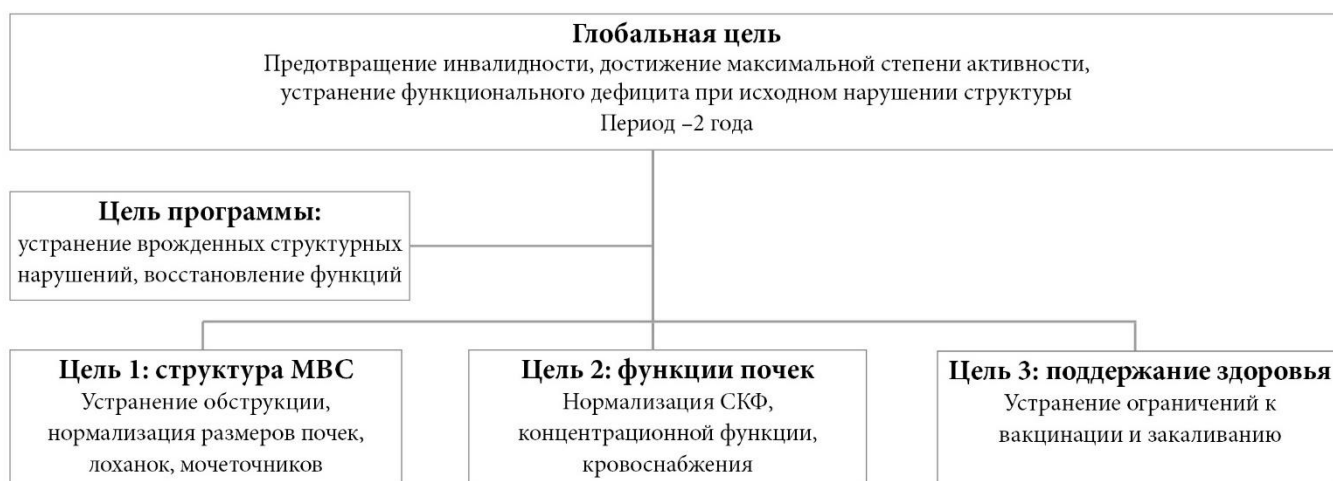 Глобальная цель
Предотвращение инвалидности, достижение максимальной степени активности,
устранение функционального дефицита при исходном нарушении структуры
Период –2 года
Цель программы:
устранение врожденных структурных
нарушений, восстановление функций
Цель 1: структура МВС
Устранение обструкции,
нормализация размеров почек,
лоханок, мочеточников
Цель 2: функции почек
Нормализация СКФ,
концентрационной функции,
кровоснабжения
Цель 3: поддержание здоровья
Устранение ограничений к
вакцинации и закаливанию